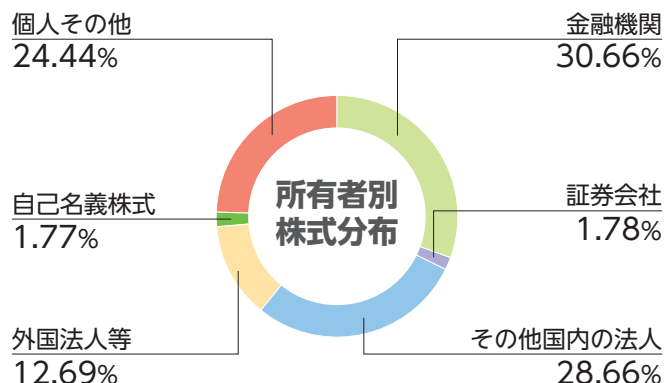 個人その他
24.44%
金融機関
30.66%
所有者別
株式分布
自己名義株式
1.77%
証券会社
1.78%
外国法人等
12.69%
その他国内の法人
28.66%